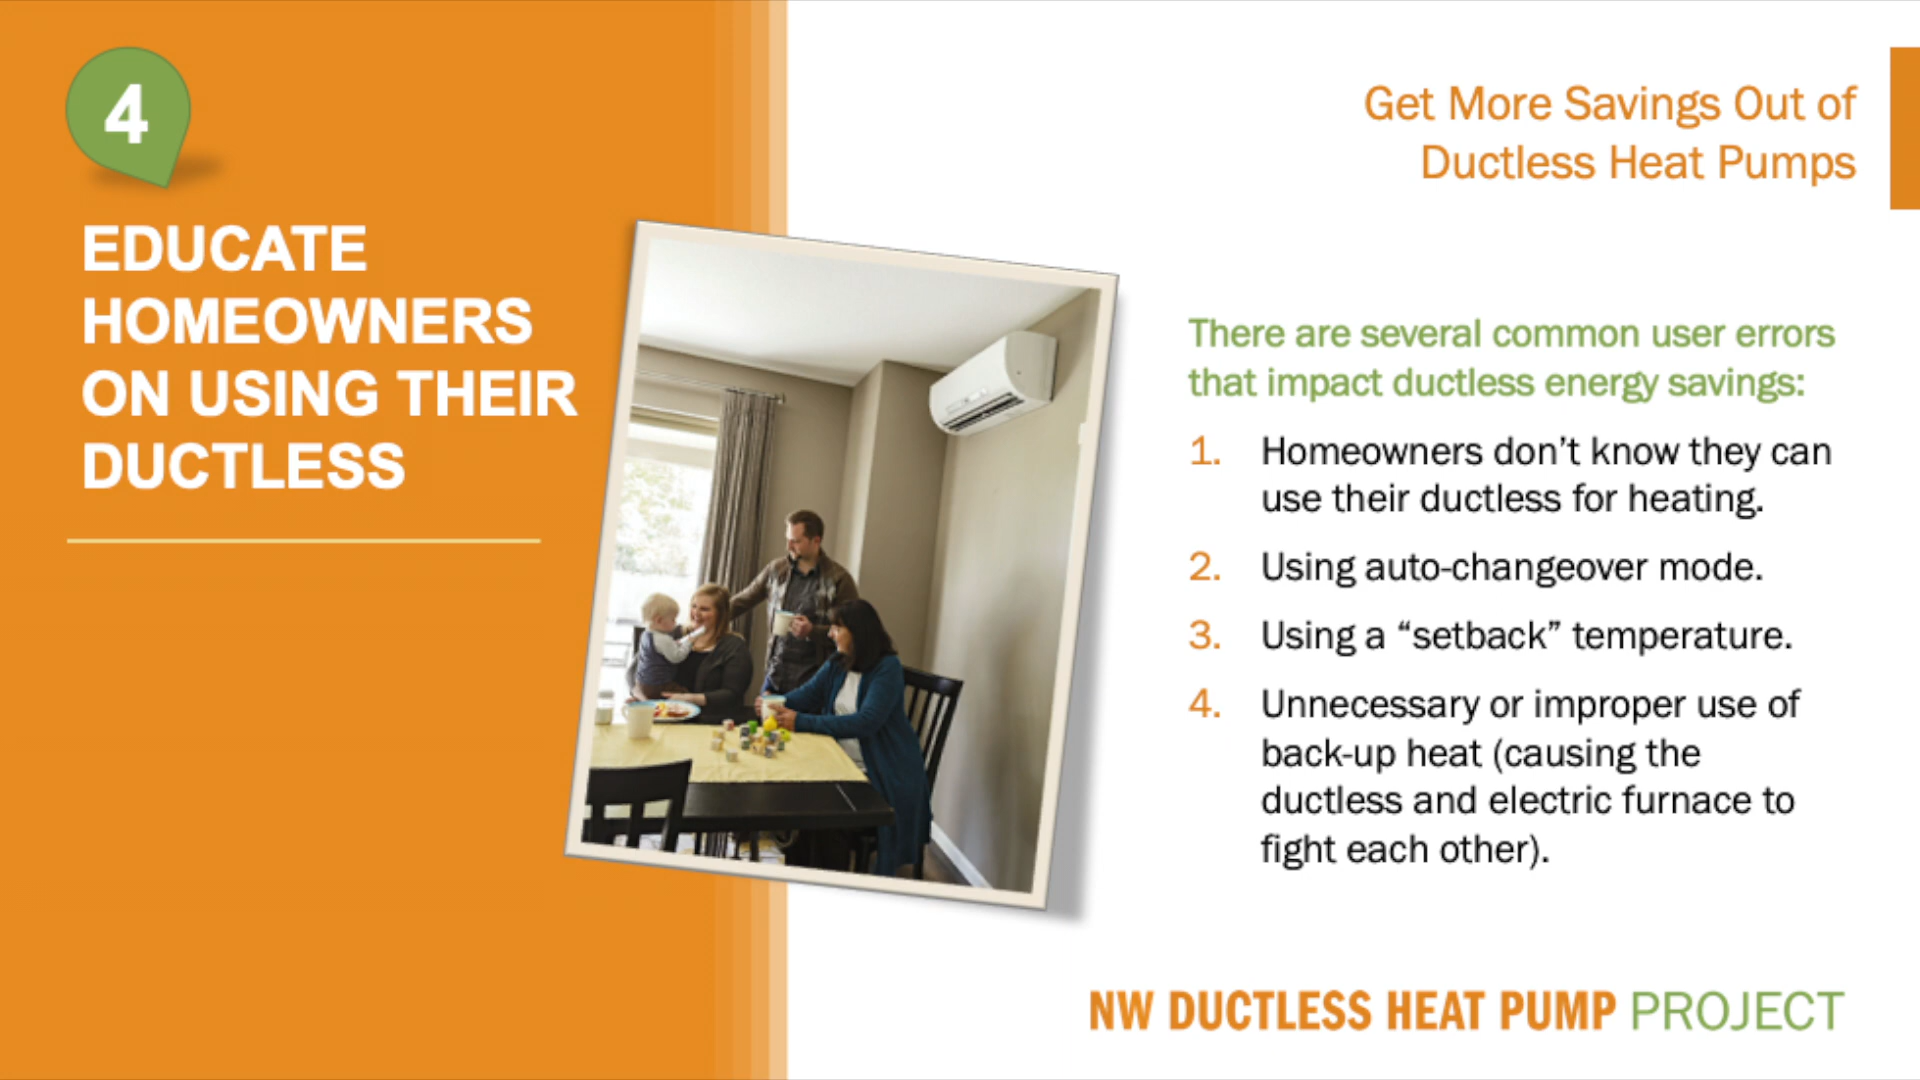 4
EDUCATE
HOMEOWNERS
ON USING THEIR
DUCTLESS
Get More Savings Out of
Ductless Heat Pumps
There are several common user errors
that impact ductless energy savings:
1. Homeowners don’t know they can
use their ductless for heating.
2. Using auto-changeover mode.
3. Using a “setback” temperature.
4. Unnecessary or improper use of
back-up heat (causing the
ductless and electric furnace to
fight each other).
NW DUCTLESS HEAT PUMP PROJECT